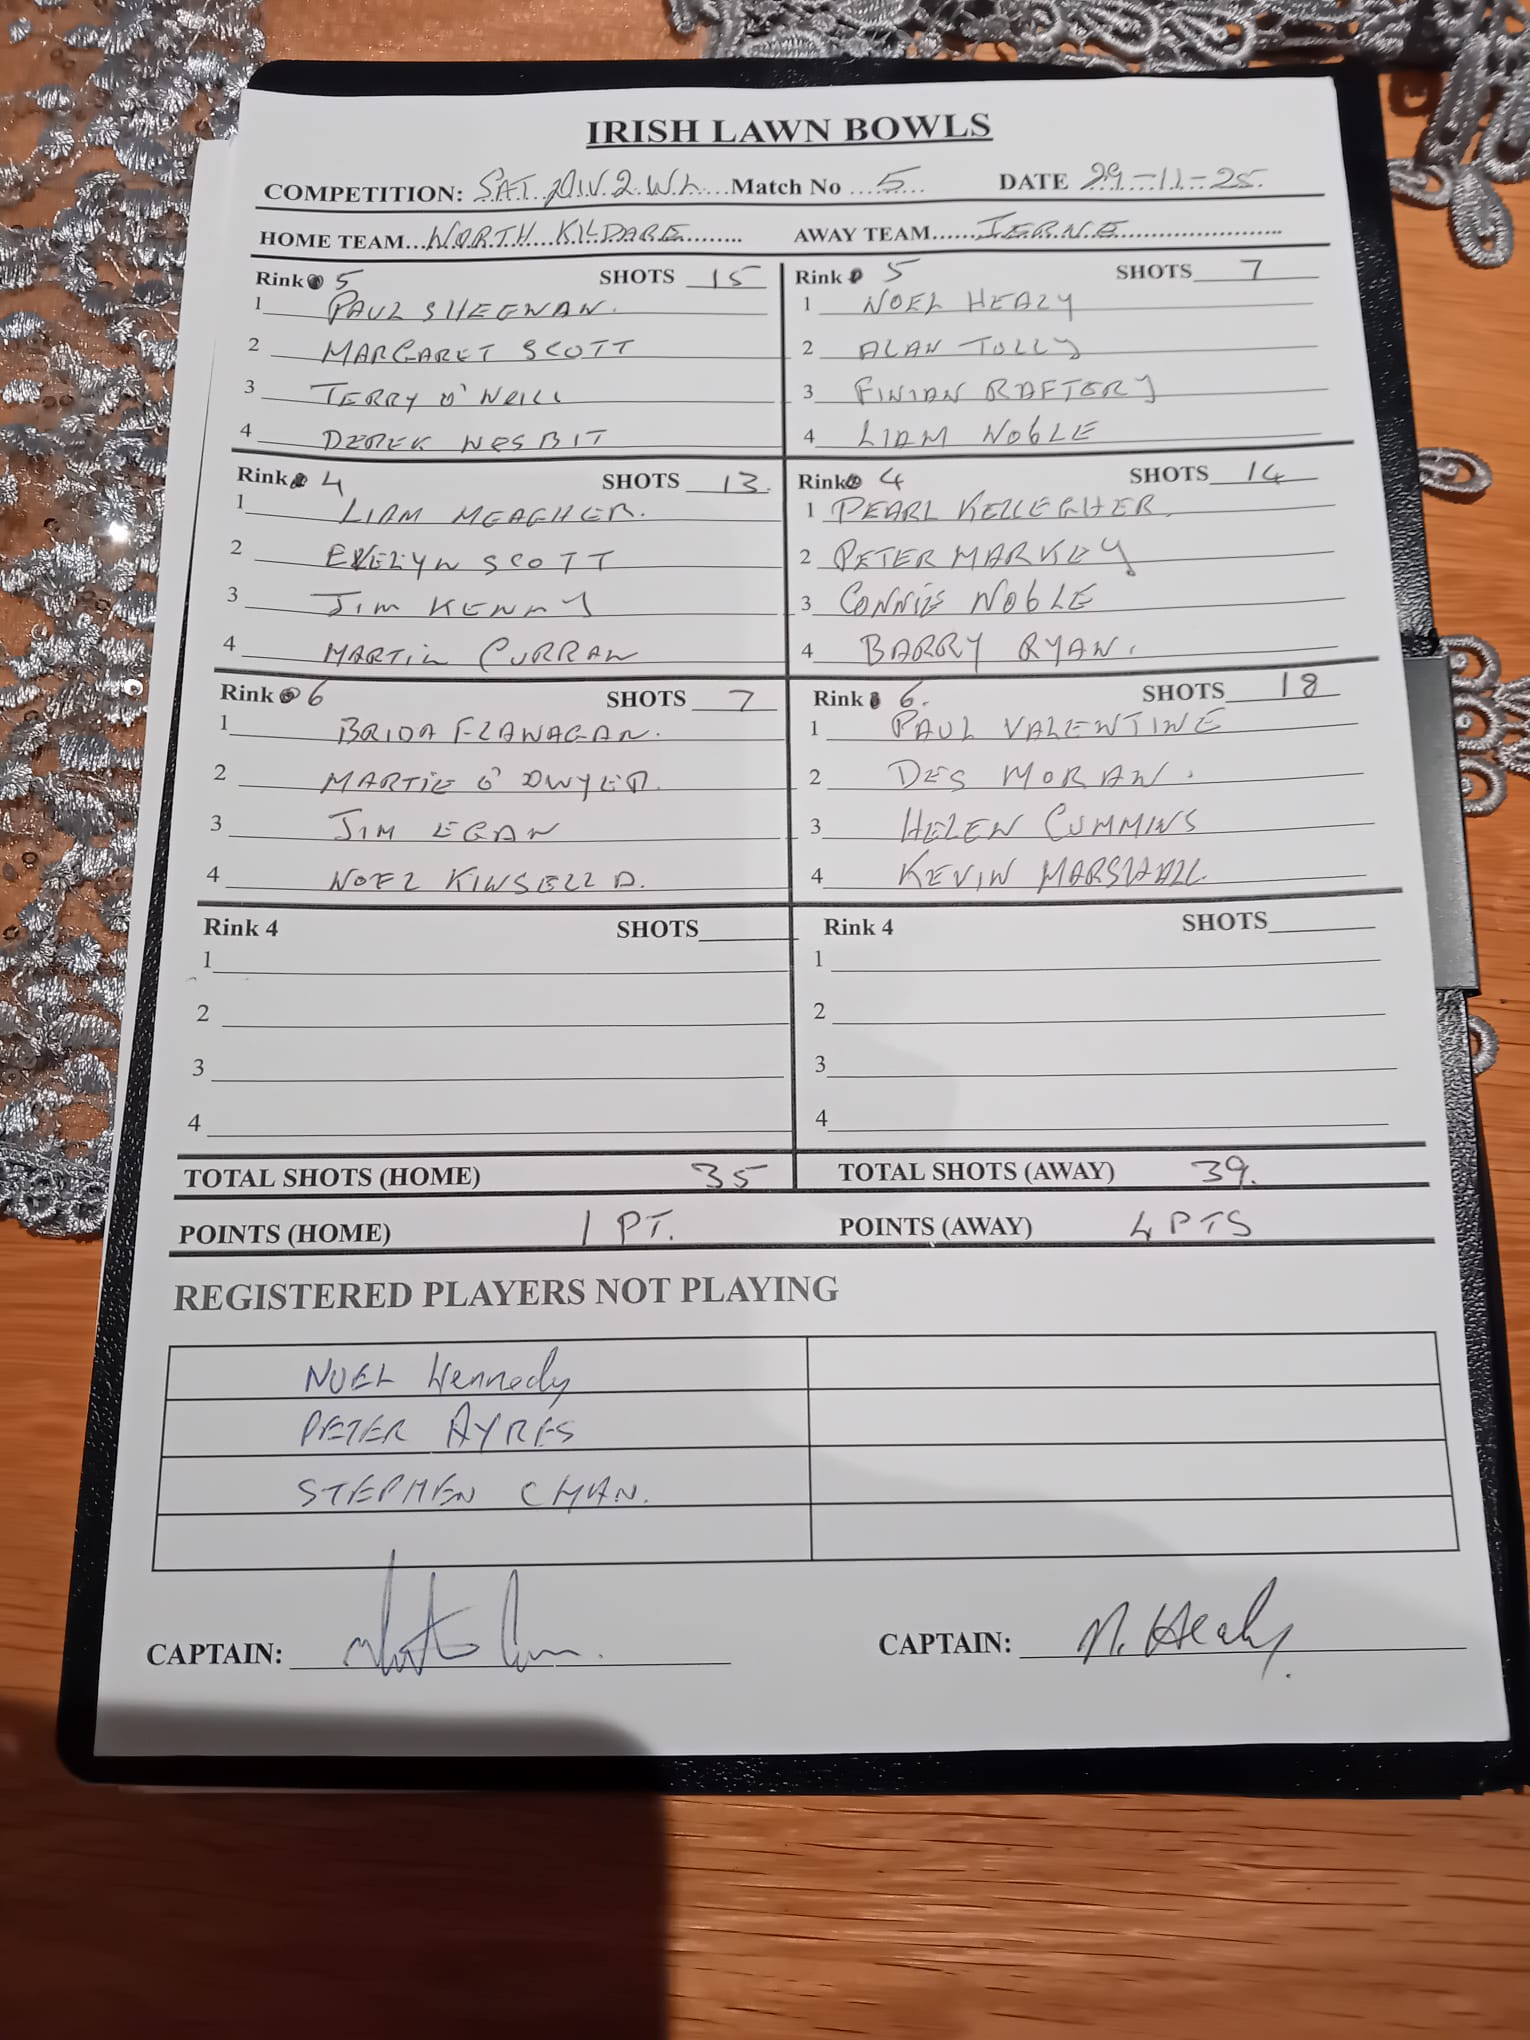 IRISH LAWN BOWLS
COMPETITION: SAT. DIV. 2. W.L.... Match No ....5...... DATE 29.-11-25.
HOME TEAM...NORTH KILDARE......... AWAY TEAM......IERNE..............................
Rink 5 SHOTS 15 Rink 5 SHOTS 7
1 PAUL SHEEHAN. 1 NOEL HEALY
2 MARGARET SCOTT 2 ALAN TULLY
3 TERRY O'NEILL 3 FINIAN RAFTERY
4 DEREK NESBIT 4 LIAM NOBLE
Rink 4 SHOTS 13. Rink 4 SHOTS 14
1 LIAM MEAGHER. 1 PEARL KELLEGHER
2 EVELYN SCOTT 2 PETER MARKEY
3 JIM KENNY 3 CONNIE NOBLE
4 MARTIN CURRAN 4 BARRY RYAN.
Rink 6 SHOTS 7 Rink 6. SHOTS 18
1 BRIDA FLANAGAN. 1 PAUL VALENTINE
2 MARTIE O'DWYER. 2 DES MORAN.
3 JIM EGAN 3 HELEN CUMMINS
4 NOEL KINSELLA. 4 KEVIN MARSHALL
Rink 4 SHOTS Rink 4 SHOTS
1 1
2 2
3 3
4 4
TOTAL SHOTS (HOME) 35 TOTAL SHOTS (AWAY) 39.
POINTS (HOME) 1 PT. POINTS (AWAY) 4 PTS
REGISTERED PLAYERS NOT PLAYING
NOEL Kennedy
PETER AYRES
STEPHEN CHAN.
CAPTAIN: CAPTAIN: N. Healy.